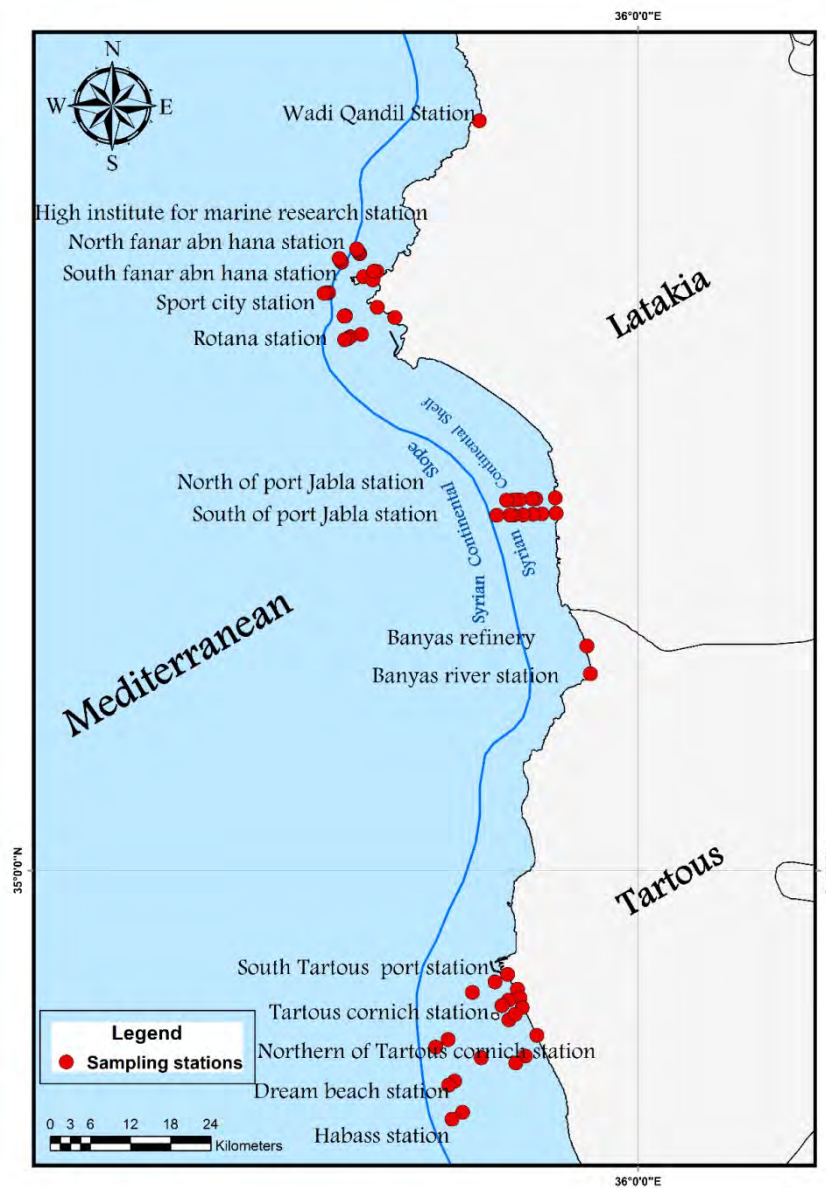 36°0'0"E
N
W E
S
Wadi Qandil Station
High institute for marine research station
North fanar abn hana station
South fanar abn hana station
Sport city station
Rotana station
Latakia
Syrian Continental Shelf
Syrian Continental Slope
North of port Jabla station
South of port Jabla station
Mediterranean
Banyas refinery
Banyas river station
35°0'0"N
Tartous
South Tartous port station
Tartous cornich station
Northern of Tartous cornich station
Dream beach station
Habass station
Legend
Sampling stations
0 3 6 12 18 24
Kilometers
36°0'0"E